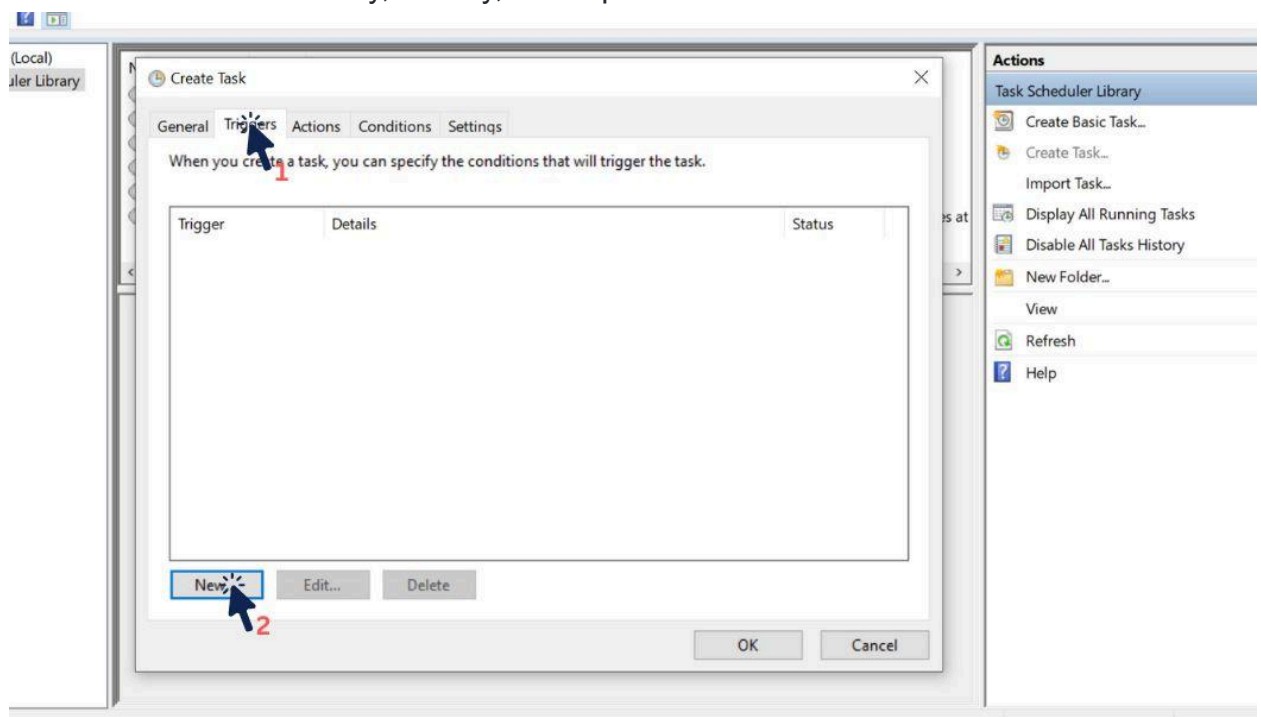 (Local)
uler Library
Create Task
General Triggers Actions Conditions Settings
1
When you create a task, you can specify the conditions that will trigger the task.
Trigger Details Status
es at
New
Edit...
Delete
2
OK
Cancel
Actions
Task Scheduler Library
Create Basic Task...
Create Task...
Import Task...
Display All Running Tasks
Disable All Tasks History
New Folder...
View
Refresh
Help